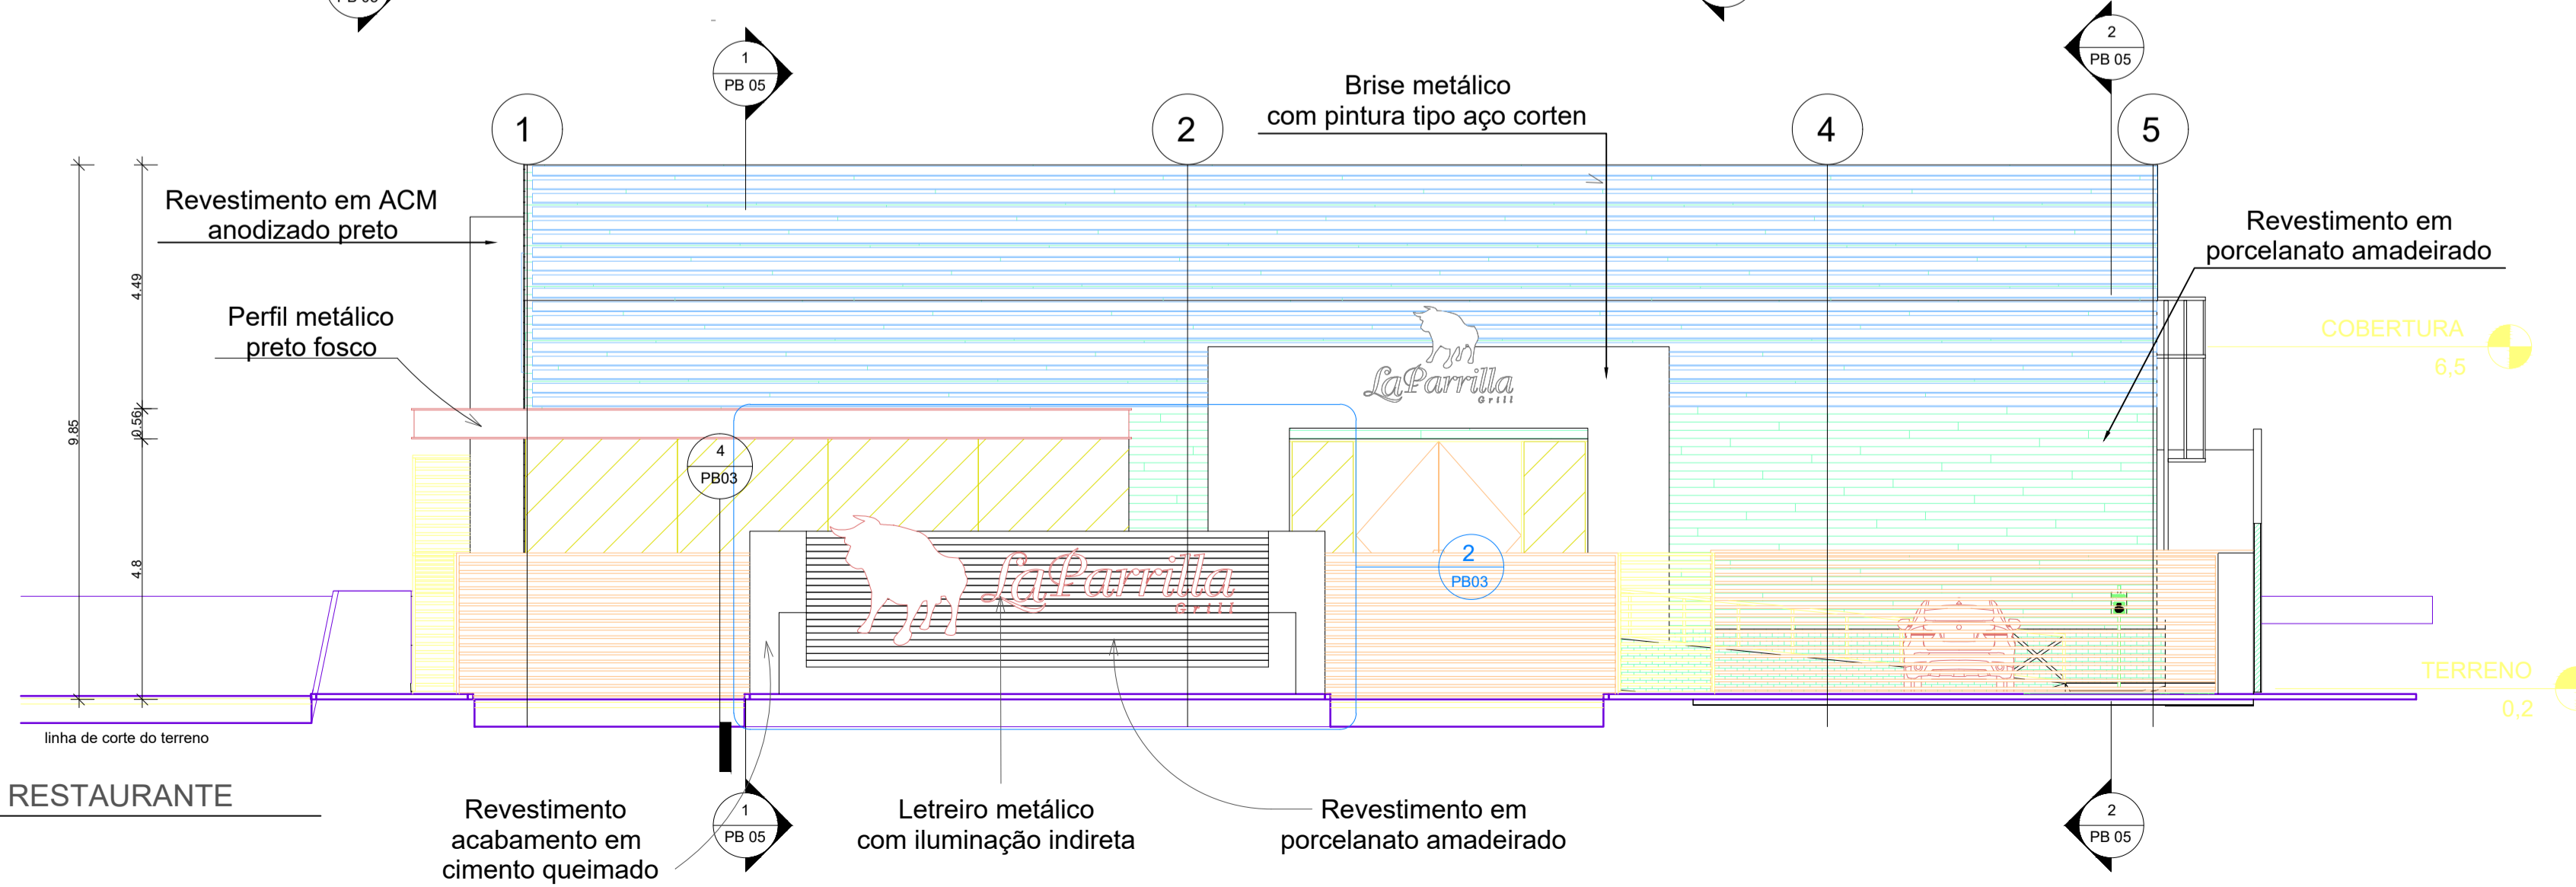 1
PB 05
2
PB 05
1
2
4
5
Brise metálico
com pintura tipo aço corten
Revestimento em ACM
anodizado preto
Revestimento em
porcelanato amadeirado
Perfil metálico
preto fosco
4.49
0.56
9.85
4.8
COBERTURA
6,5
LaParrilla
Grill
4
PB03
LaParrilla
Grill
2
PB03
TERRENO
0,2
linha de corte do terreno
RESTAURANTE
Revestimento
acabamento em
cimento queimado
1
PB 05
Letreiro metálico
com iluminação indireta
Revestimento em
porcelanato amadeirado
2
PB 05